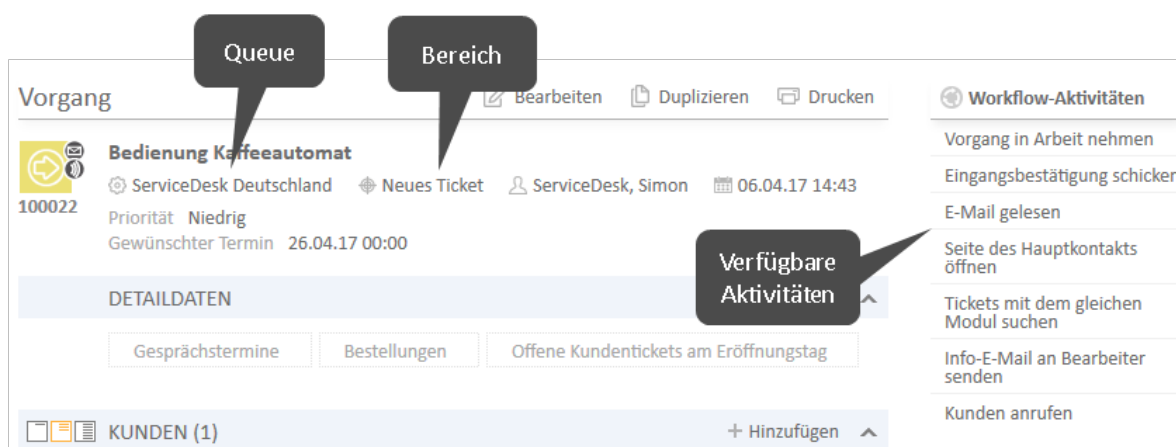 Queue
Bereich
Vorgang
Bearbeiten
Duplizieren
Drucken
Bedienung Kaffeeautomat
ServiceDesk Deutschland
Neues Ticket
ServiceDesk, Simon
06.04.17 14:43
100022
Priorität Niedrig
Gewünschter Termin 26.04.17 00:00
Verfügbare
Aktivitäten
DETAILDATEN
Gesprächstermine
Bestellungen
Offene Kundentickets am Eröffnungstag
KUNDEN (1)
+ Hinzufügen
Workflow-Aktivitäten
Vorgang in Arbeit nehmen
Eingangsbestätigung schicken
E-Mail gelesen
Seite des Hauptkontakts
öffnen
Tickets mit dem gleichen
Modul suchen
Info-E-Mail an Bearbeiter
senden
Kunden anrufen